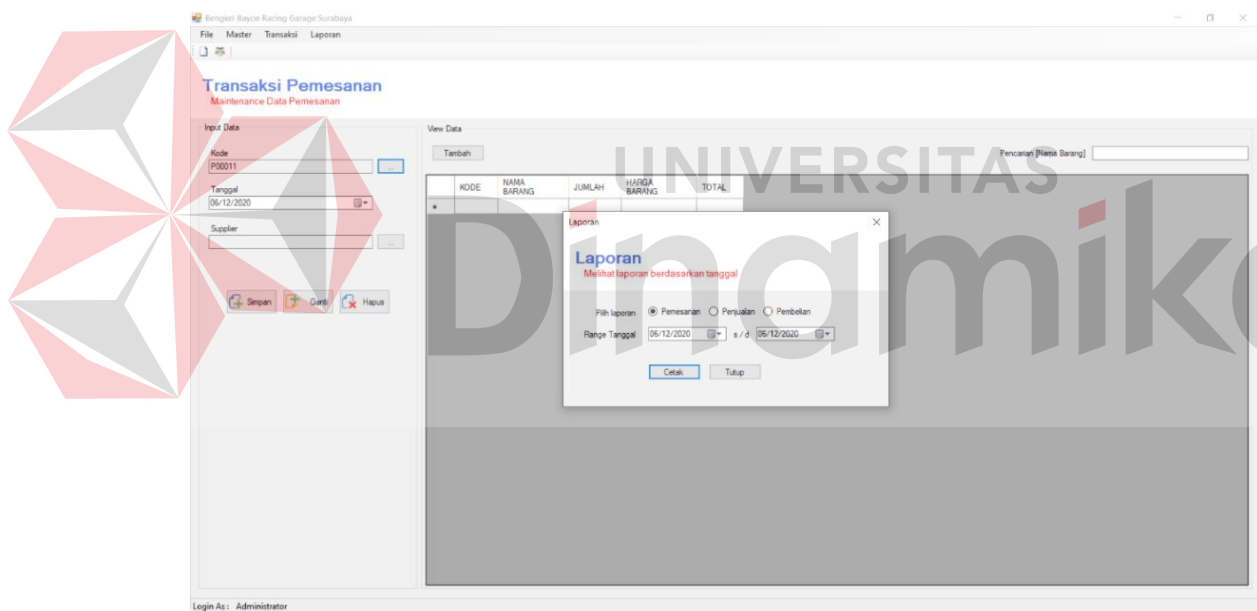 Bengkel Bayoe Racing Garage Surabaya
File Master Transaksi Laporan
Transaksi Pemesanan
Maintenance Data Pemesanan
Input Data
Kode
P00011
...
Tanggal
06/12/2020
Supplier
...
Simpan Ganti Hapus
View Data
Tambah
Pencarian [Nama Barang]
KODE NAMA BARANG JUMLAH HARGA BARANG TOTAL
Laporan
Laporan
Melihat laporan berdasarkan tanggal
Pilih laporan Pemesanan Penjualan Pembelian
Range Tanggal 06/12/2020 s / d 06/12/2020
Cetak Tutup
Login As : Administrator
UNIVERSITAS
Dinamika